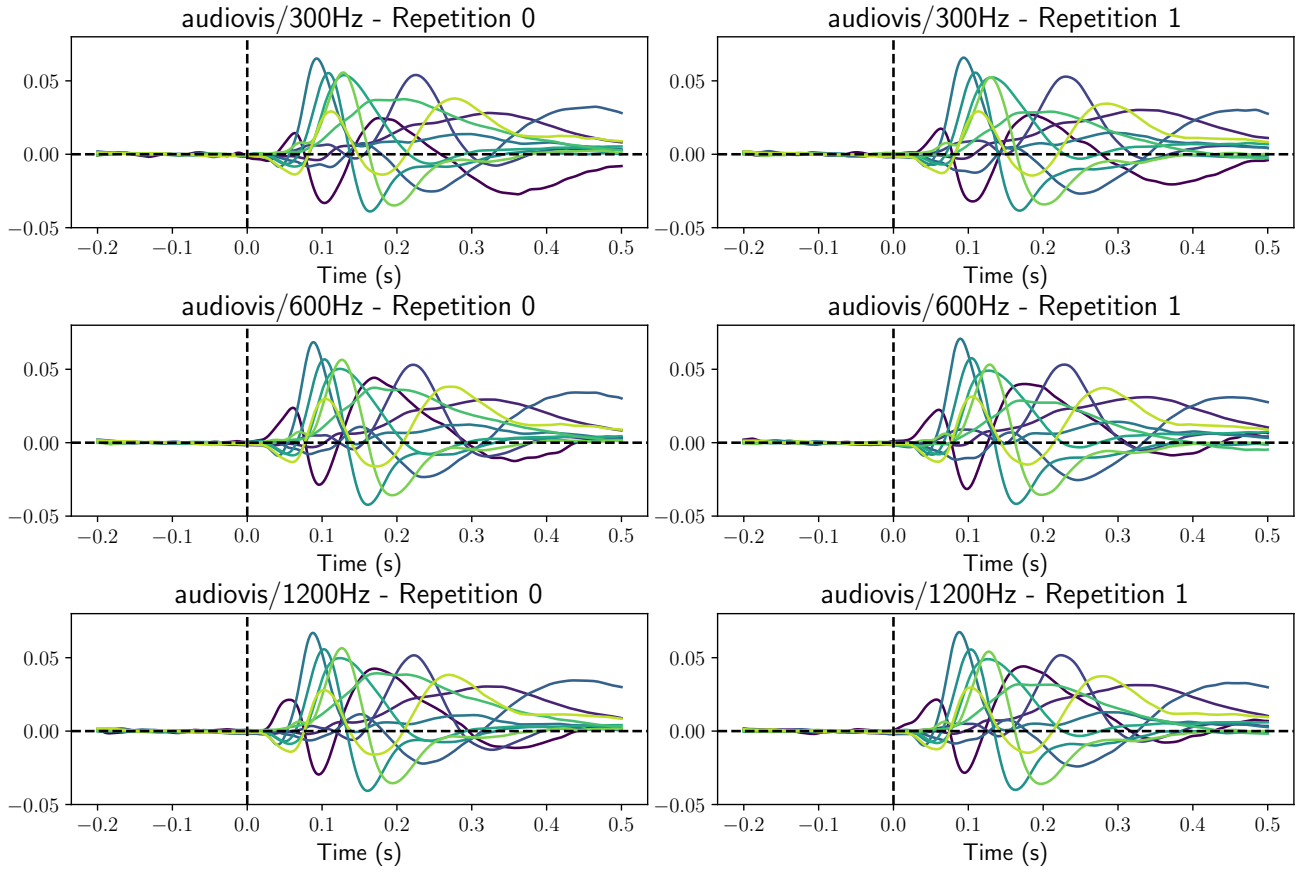 audiovis/300Hz - Repetition 0
audiovis/300Hz - Repetition 1
0.05
0.00
−0.05
−0.2 −0.1 0.0 0.1 0.2 0.3 0.4 0.5
Time (s)
0.05
0.00
−0.05
−0.2 −0.1 0.0 0.1 0.2 0.3 0.4 0.5
Time (s)
audiovis/600Hz - Repetition 0
audiovis/600Hz - Repetition 1
0.05
0.00
−0.05
−0.2 −0.1 0.0 0.1 0.2 0.3 0.4 0.5
Time (s)
0.05
0.00
−0.05
−0.2 −0.1 0.0 0.1 0.2 0.3 0.4 0.5
Time (s)
audiovis/1200Hz - Repetition 0
audiovis/1200Hz - Repetition 1
0.05
0.00
−0.05
−0.2 −0.1 0.0 0.1 0.2 0.3 0.4 0.5
Time (s)
0.05
0.00
−0.05
−0.2 −0.1 0.0 0.1 0.2 0.3 0.4 0.5
Time (s)